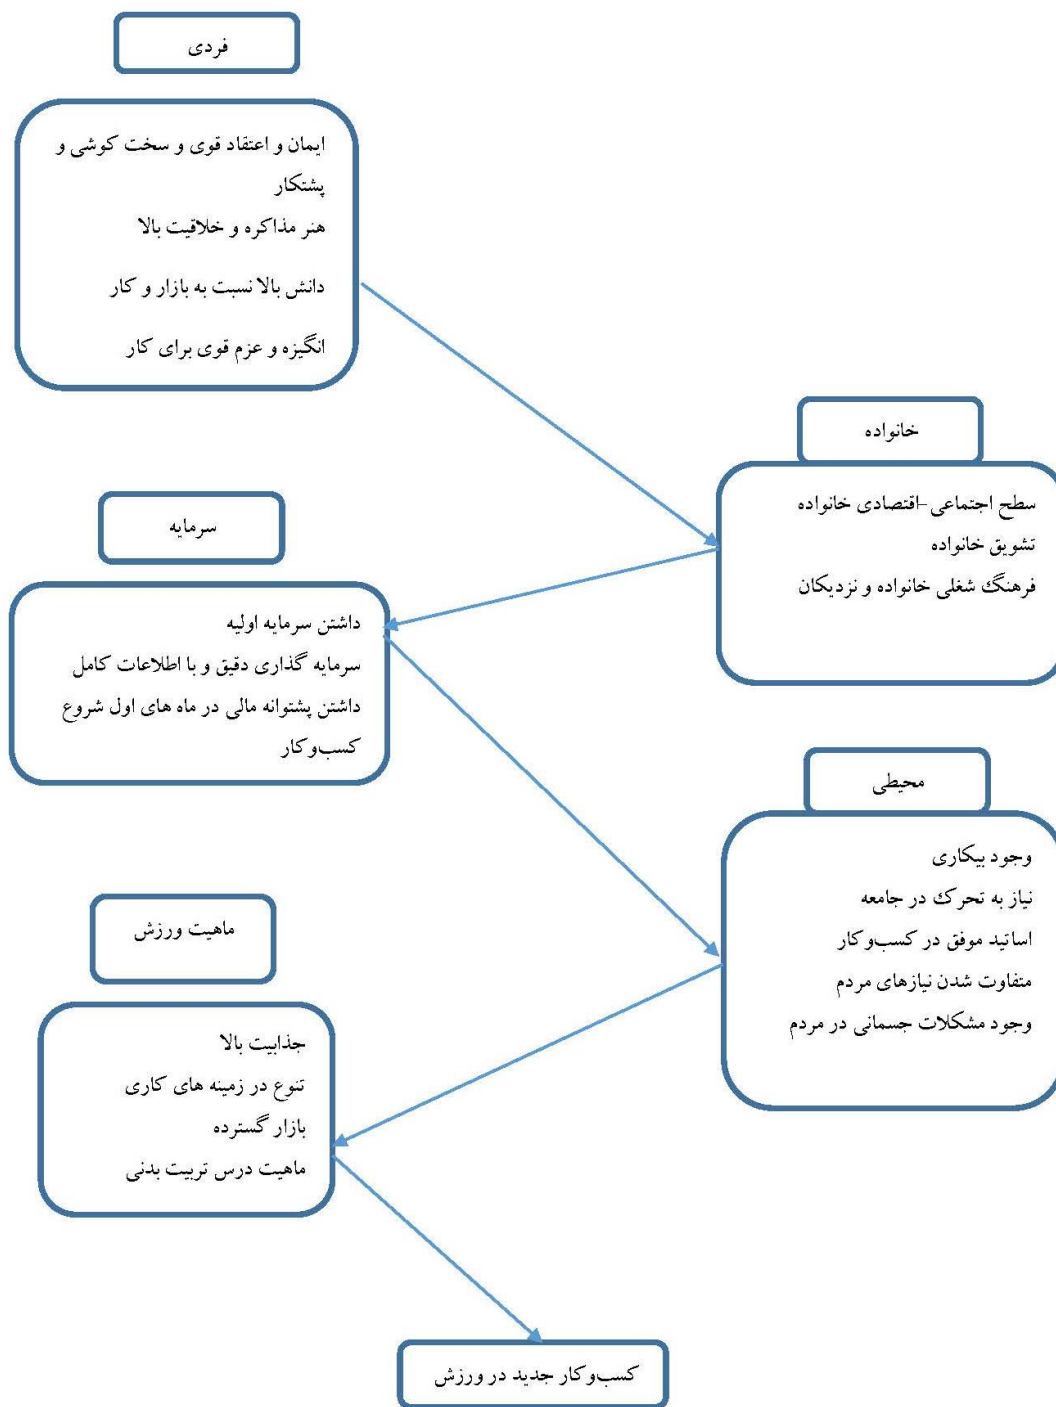 فردی
ایمان و اعتقاد قوی و سخت کوشی و
پشتکار
هنر مذاکره و خلاقیت بالا
دانش بالا نسبت به بازار و کار
انگیزه و عزم قوی برای کار
خانواده
سطح اجتماعی-اقتصادی خانواده
تشویق خانواده
فرهنگ شغلی خانواده و نزدیکان
سرمایه
داشتن سرمایه اولیه
سرمایه گذاری دقیق و با اطلاعات کامل
داشتن پشتوانه مالی در ماه های اول شروع
کسب‌وکار
محیطی
وجود بیکاری
نیاز به تحرک در جامعه
اساتید موفق در کسب‌وکار
متفاوت شدن نیازهای مردم
وجود مشکلات جسمانی در مردم
ماهیت ورزش
جذابیت بالا
تنوع در زمینه های کاری
بازار گسترده
ماهیت درس تربیت بدنی
کسب‌وکار جدید در ورزش